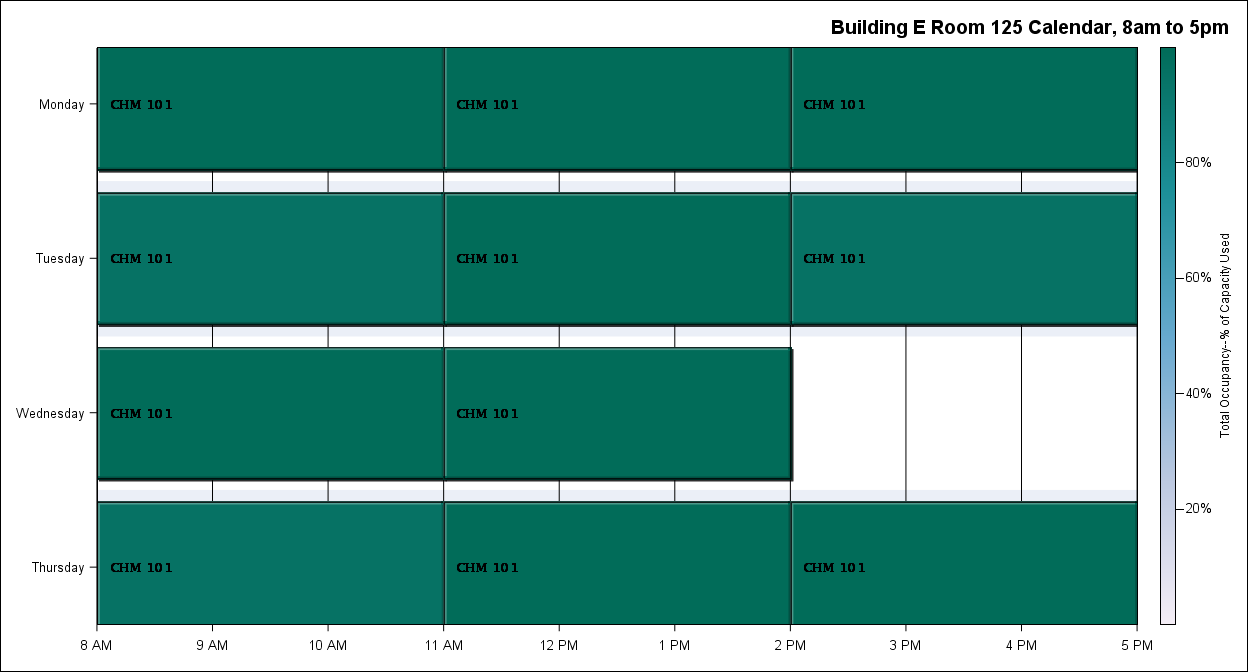 Building E Room 125 Calendar, 8am to 5pm
Monday
CHM 101 CHM 101 CHM 101
80%
Tuesday
CHM 101 CHM 101 CHM 101
60%
Total Occupancy--% of Capacity Used
40%
Wednesday
CHM 101 CHM 101
20%
Thursday
CHM 101 CHM 101 CHM 101
8 AM 9 AM 10 AM 11 AM 12 PM 1 PM 2 PM 3 PM 4 PM 5 PM